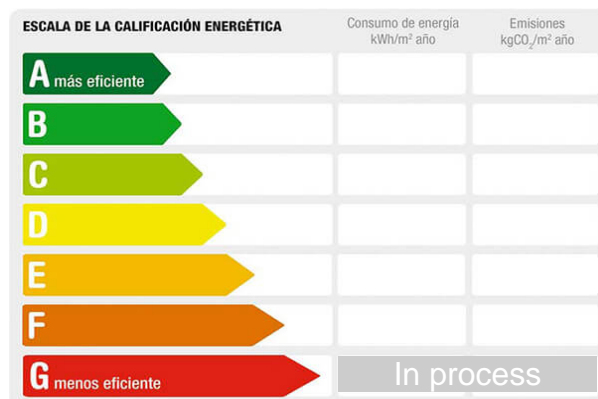 ESCALA DE LA CALIFICACIÓN ENERGÉTICA
Consumo de energía
kWh/m² año
Emisiones
kgCO₂/m² año
A más eficiente
B
C
D
E
F
G menos eficiente
In process